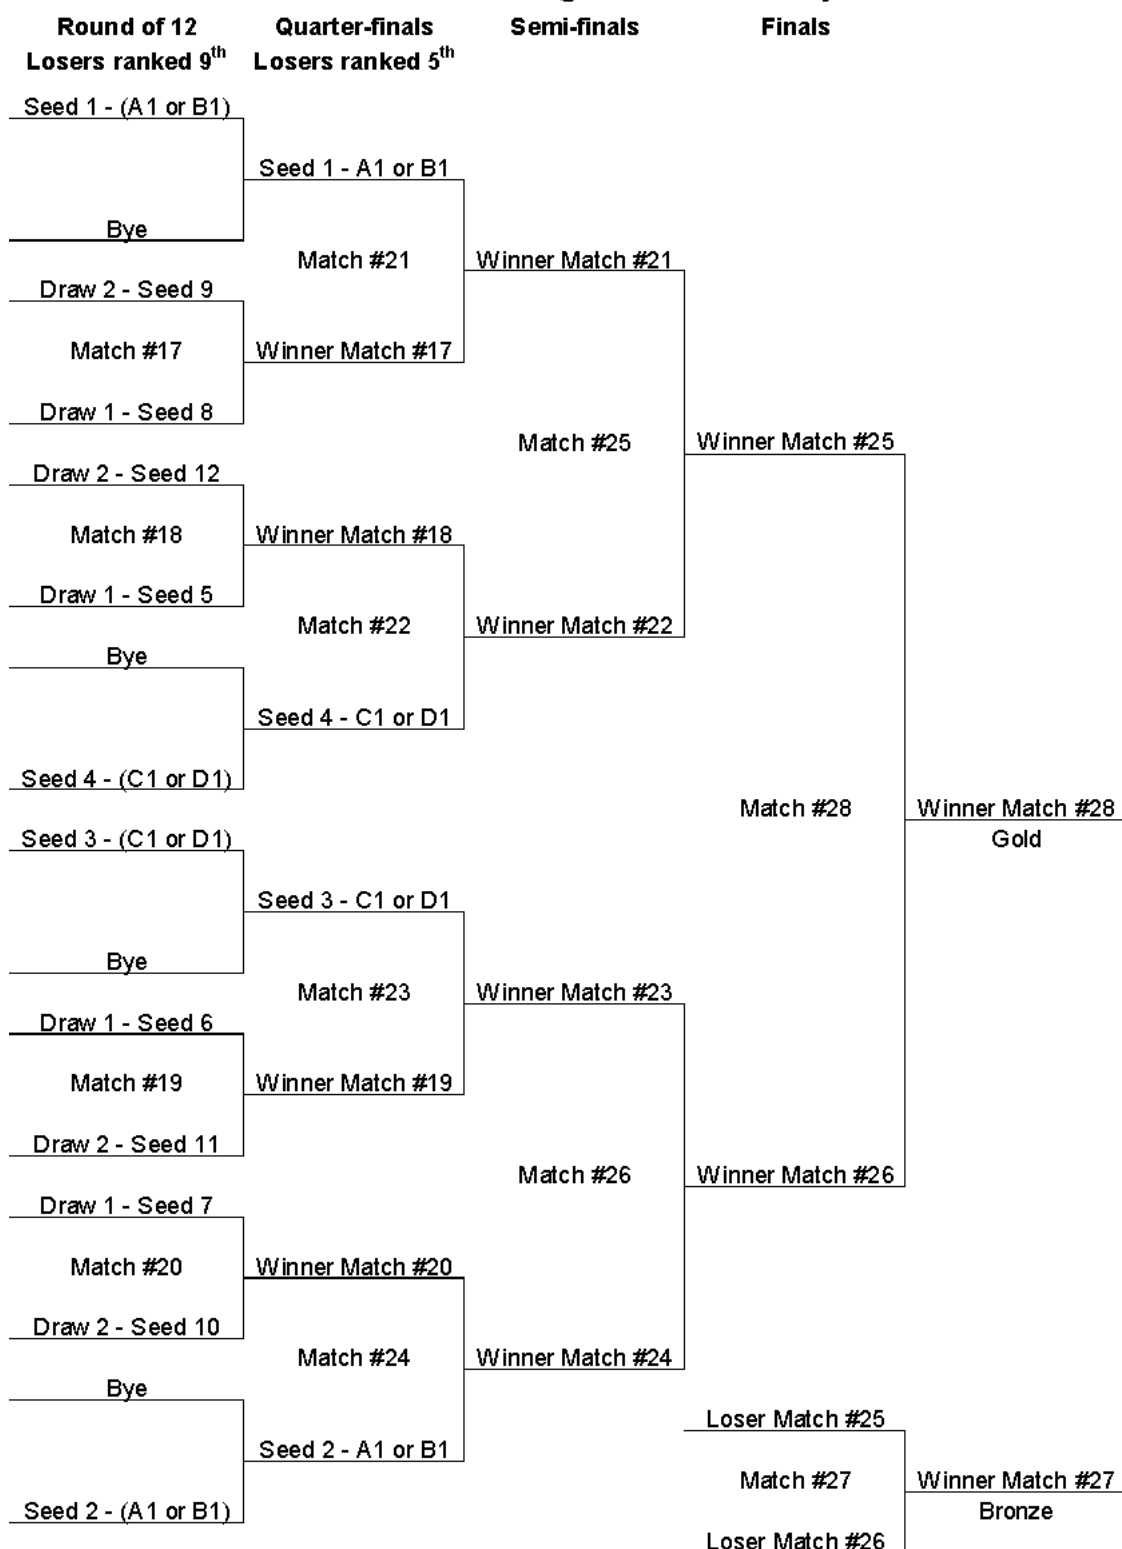 Round of 12 Quarter-finals Semi-finals Finals
Losers ranked 9th Losers ranked 5th
Seed 1 - (A1 or B1)
Seed 1 - A1 or B1
Bye
Match #21 Winner Match #21
Draw 2 - Seed 9
Match #17 Winner Match #17
Draw 1 - Seed 8
Match #25 Winner Match #25
Draw 2 - Seed 12
Match #18 Winner Match #18
Draw 1 - Seed 5
Match #22 Winner Match #22
Bye
Seed 4 - C1 or D1
Seed 4 - (C1 or D1)
Match #28 Winner Match #28
Seed 3 - (C1 or D1) Gold
Seed 3 - C1 or D1
Bye
Match #23 Winner Match #23
Draw 1 - Seed 6
Match #19 Winner Match #19
Draw 2 - Seed 11
Match #26 Winner Match #26
Draw 1 - Seed 7
Match #20 Winner Match #20
Draw 2 - Seed 10
Match #24 Winner Match #24
Bye
Loser Match #25
Seed 2 - A1 or B1
Match #27 Winner Match #27
Seed 2 - (A1 or B1) Bronze
Loser Match #26